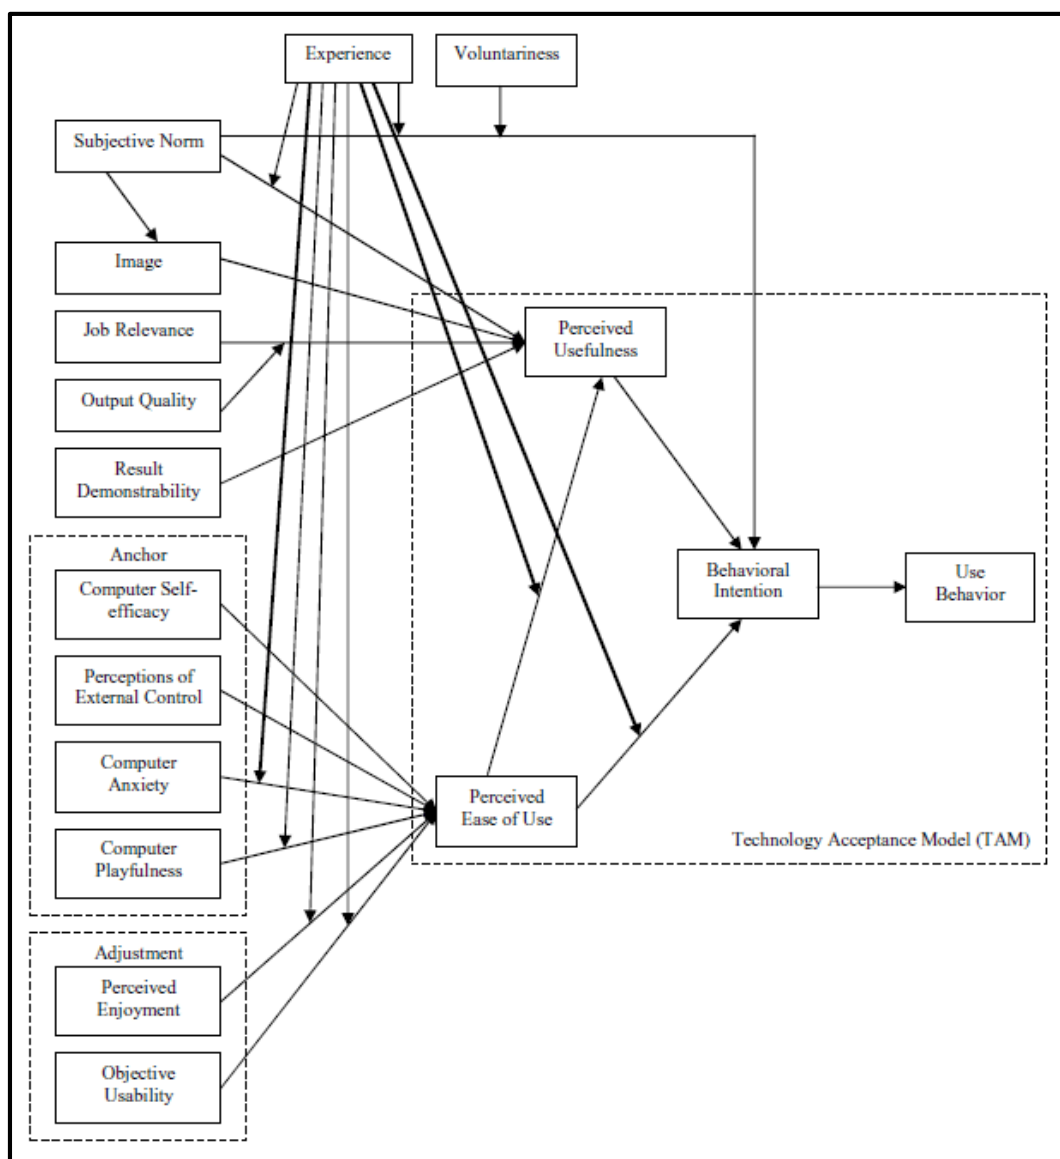 Experience
Voluntariness
Subjective Norm
Image
Job Relevance
Perceived
Usefulness
Output Quality
Result
Demonstrability
Anchor
Computer Self-
efficacy
Behavioral
Intention
Use
Behavior
Perceptions of
External Control
Computer
Anxiety
Perceived
Ease of Use
Computer
Playfulness
Technology Acceptance Model (TAM)
Adjustment
Perceived
Enjoyment
Objective
Usability